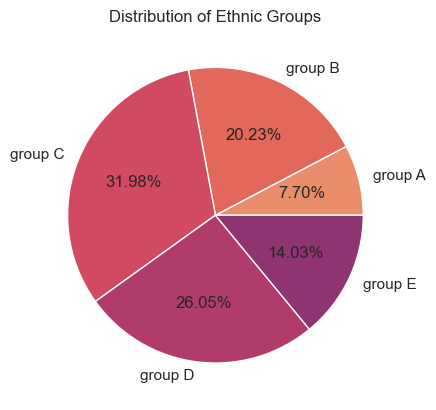 Distribution of Ethnic Groups
group B
20.23%
group C
31.98%
group A
7.70%
14.03%
group E
26.05%
group D